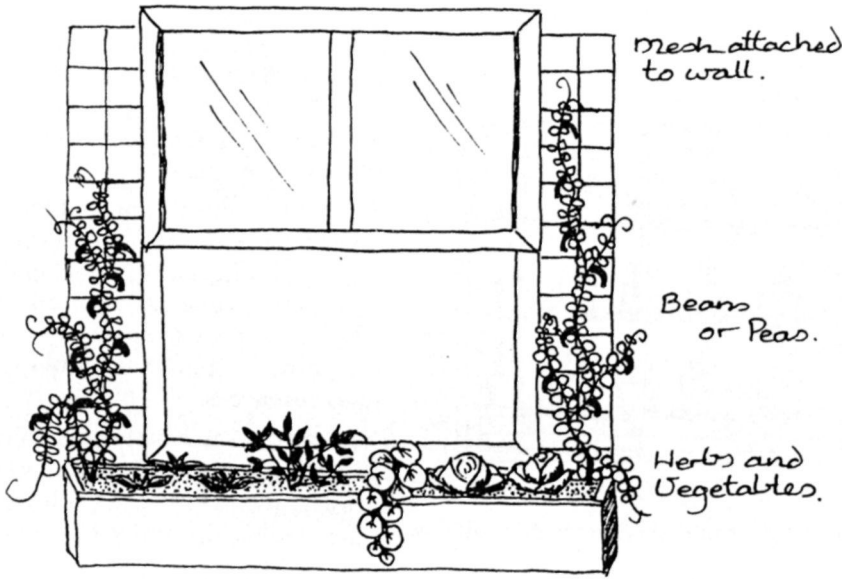 mesh attached
to wall.
Beans
or Peas.
Herbs and
Vegetables.